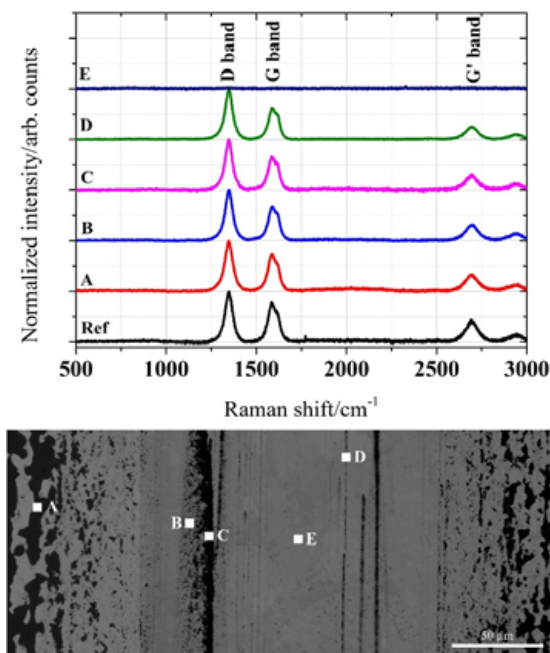 D band
G band
G' band
Normalized intensity/arb. counts
E
D
C
B
A
Ref
500 1000 1500 2000 2500 3000
Raman shift/cm-1
D
A
B
C
E
50 µm